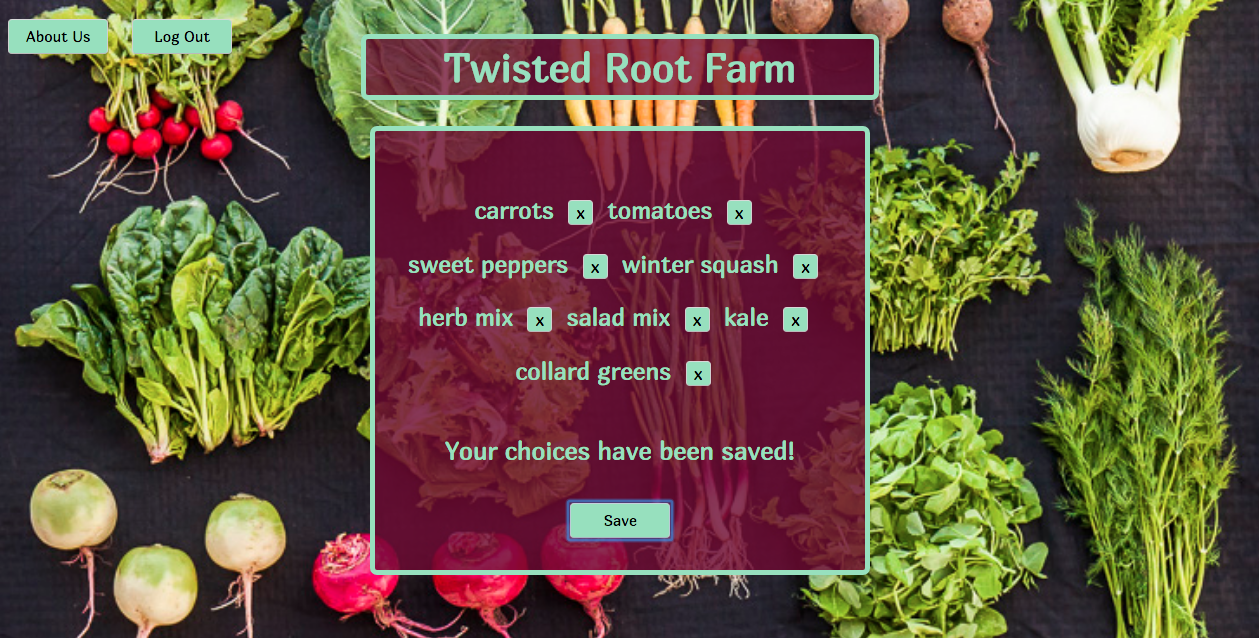 About Us Log Out
Twisted Root Farm
carrots x tomatoes x
sweet peppers x winter squash x
herb mix x salad mix x kale x
collard greens x
Your choices have been saved!
Save